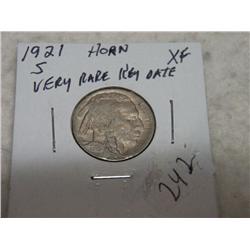 1921 HORN XF
S
VERY RARE KEY DATE
242